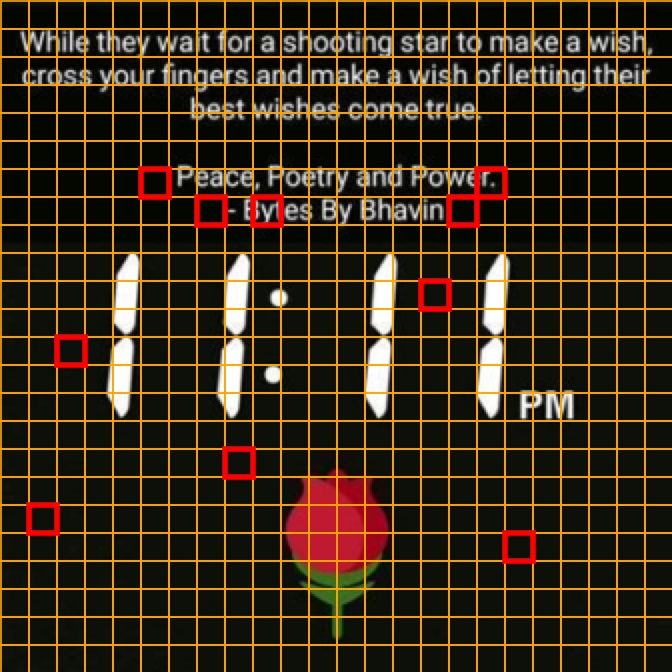 While they wait for a shooting star to make a wish,
cross your fingers and make a wish of letting their
best wishes come true.
Peace, Poetry and Power.
- Bytes By Bhavin
11:11 PM